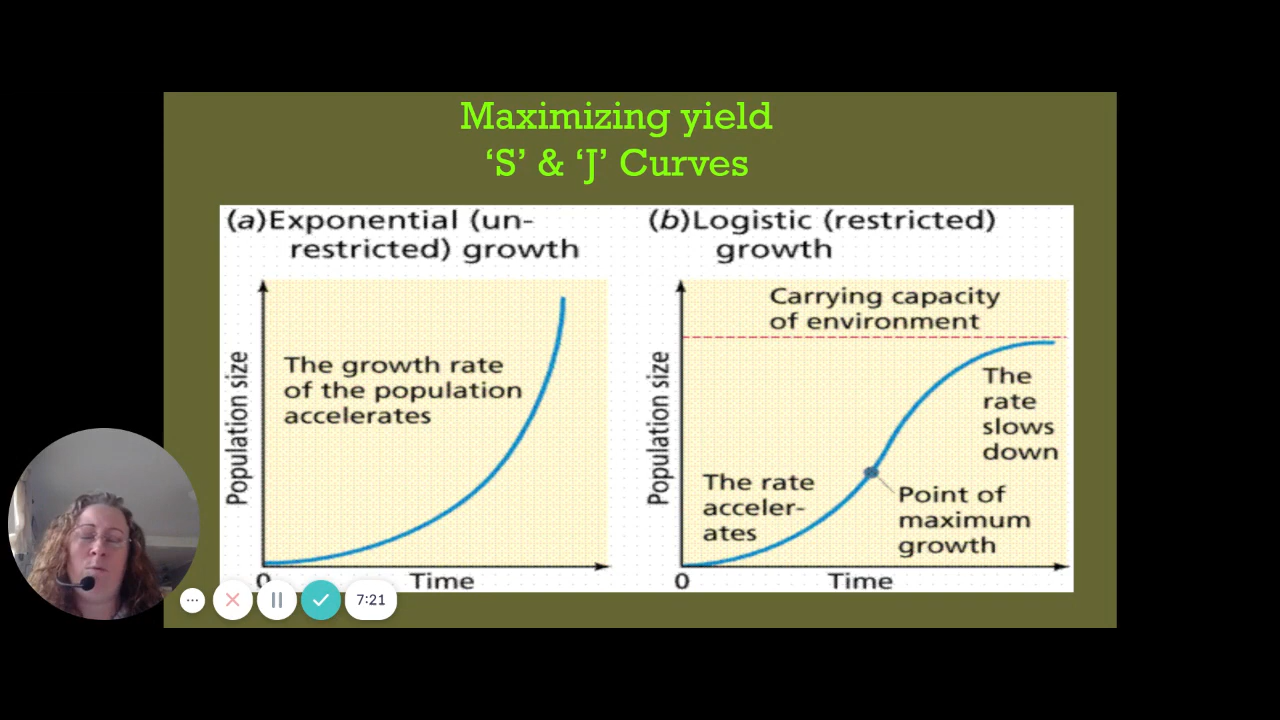 Maximizing yield
‘S’ & ‘J’ Curves
(a)Exponential (un-
restricted) growth
Population size
The growth rate
of the population
accelerates
0
Time
(b)Logistic (restricted)
growth
Population size
Carrying capacity
of environment
The
rate
slows
down
The rate
acceler-
ates
Point of
maximum
growth
0
Time
7:21